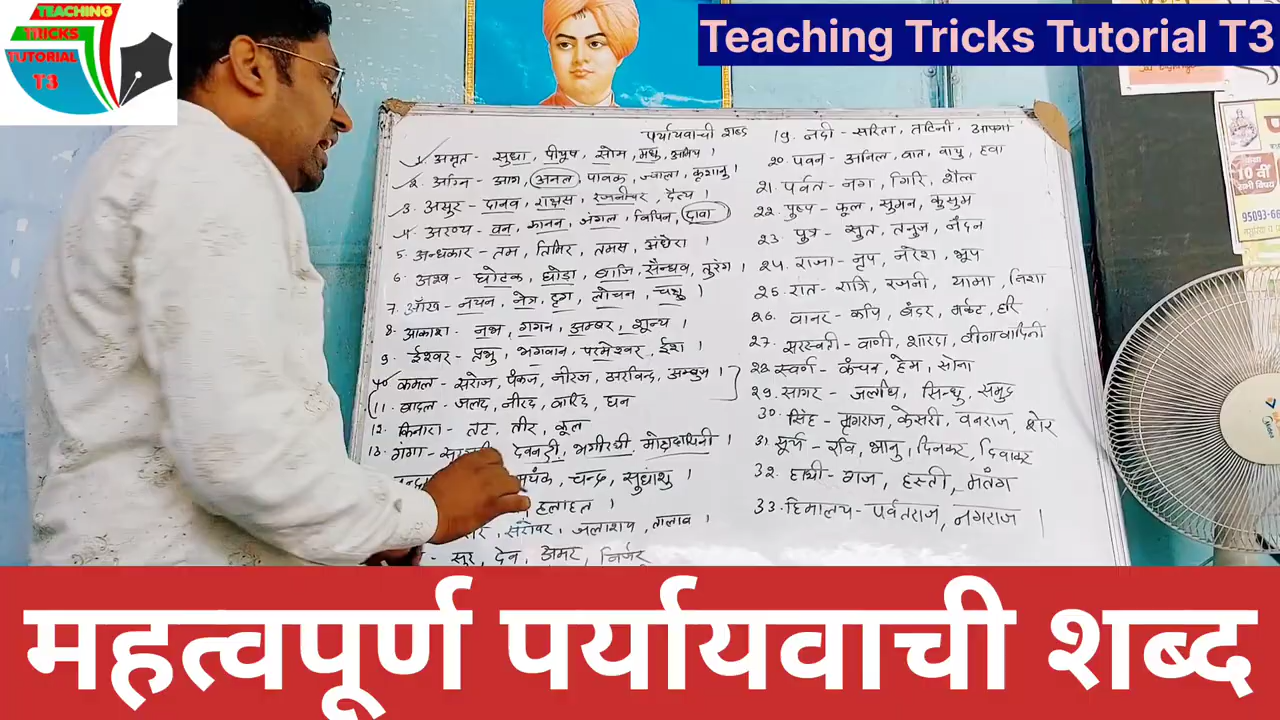 TEACHING
TRICKS
TUTORIAL
T3
Teaching Tricks Tutorial T3
पर्यायवाची शब्द
1. अमृत - सुधा, पीयूष, सोम, मधु, अमिय ।
2. अग्नि - आग, अनल, पावक, ज्वाला, कृशानु
3. असुर - दानव, राक्षस, रजनीचर, दैत्य ।
4. अरण्य - वन, कानन, जंगल, विपिन, दावा
5. अन्धकार - तम, तिमिर, तमस, अंधेरा ।
6. अश्व - घोटक, घोडा, बाजि, सैन्धव, तुरंग ।
7. आँख - नयन, नेत्र, दृग, लोचन, चक्षु ।
8. आकाश - नभ, गगन, अम्बर, शून्य ।
9. ईश्वर - प्रभु, भगवान, परमेश्वर, ईश ।
10. कमल - सरोज, पंकज, नीरज, अरविन्द, अम्बुज ।
11. बादल - जलद, नीरद, वारिद, घन
12. किनारा - तट, तीर, कूल
13. गंगा - देवनदी, भगीरथी, मोक्षदायिनी ।
मयंक, चन्द्र, सुधांशु ।
हलाहल ।
सरोवर, जलाशय, तालाब ।
- सुर, देव, अमर, निर्जर
19. नदी - सरिता, तटिनी, आपगा
20. पवन - अनिल, वात, वायु, हवा
21. पर्वत - नग, गिरि, शैल
22. पुष्प - फूल, सुमन, कुसुम
23. पुत्र - सुत, तनुज, नंदन
24. राजा - नृप, नरेश, भूप
25. रात - रात्रि, रजनी, यामा, निशा
26. वानर - कपि, बंदर, मर्कट, हरि
27. सरस्वती - वाणी, शारदा, वीणावादिनी
28. स्वर्ण - कंचन, हेम, सोना
29. सागर - जलधि, सिन्धु, समुद्र
30. सिंह - मृगराज, केसरी, वनराज, शेर
31. सूर्य - रवि, भानु, दिनकर, दिवाकर
32. हाथी - गज, हस्ती, मतंग
33. हिमालय - पर्वतराज, नगराज ।
10 वीं
सभी विषय
महत्वपूर्ण पर्यायवाची शब्द